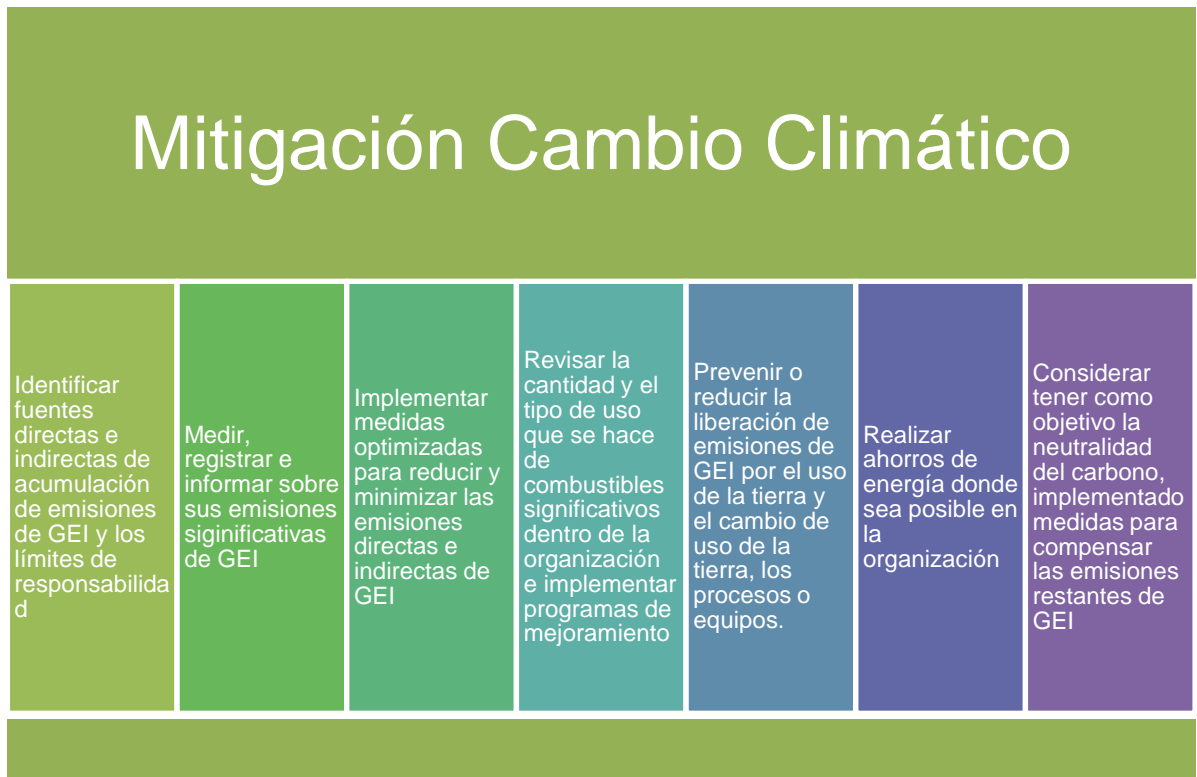 Mitigación Cambio Climático
Identificar
fuentes
directas e
indirectas de
acumulación
de emisiones
de GEI y los
límites de
responsabilida
d
Medir,
registrar e
informar sobre
sus emisiones
siginificativas
de GEI
Implementar
medidas
optimizadas
para reducir y
minimizar las
emisiones
directas e
indirectas de
GEI
Revisar la
cantidad y el
tipo de uso
que se hace
de
combustibles
significativos
dentro de la
organización
e implementar
programas de
mejoramiento
Prevenir o
reducir la
liberación de
emisiones de
GEI por el uso
de la tierra y
el cambio de
uso de la
tierra, los
procesos o
equipos.
Realizar
ahorros de
energía donde
sea posible en
la
organización
Considerar
tener como
objetivo la
neutralidad
del carbono,
implementado
medidas para
compensar
las emisiones
restantes de
GEI